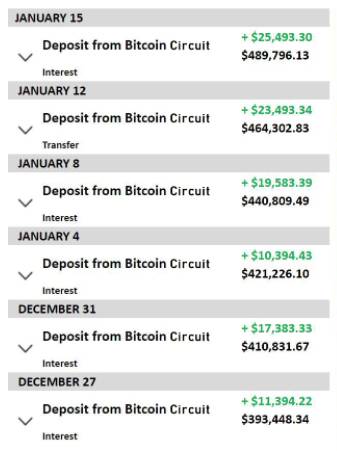 JANUARY 15
Deposit from Bitcoin Circuit
+ $25,493.30
$489,796.13
Interest
JANUARY 12
Deposit from Bitcoin Circuit
+ $23,493.34
$464,302.83
Transfer
JANUARY 8
Deposit from Bitcoin Circuit
+ $19,583.39
$440,809.49
Interest
JANUARY 4
Deposit from Bitcoin Circuit
+ $10,394.43
$421,226.10
Interest
DECEMBER 31
Deposit from Bitcoin Circuit
+ $17,383.33
$410,831.67
Interest
DECEMBER 27
Deposit from Bitcoin Circuit
+ $11,394.22
$393,448.34
Interest